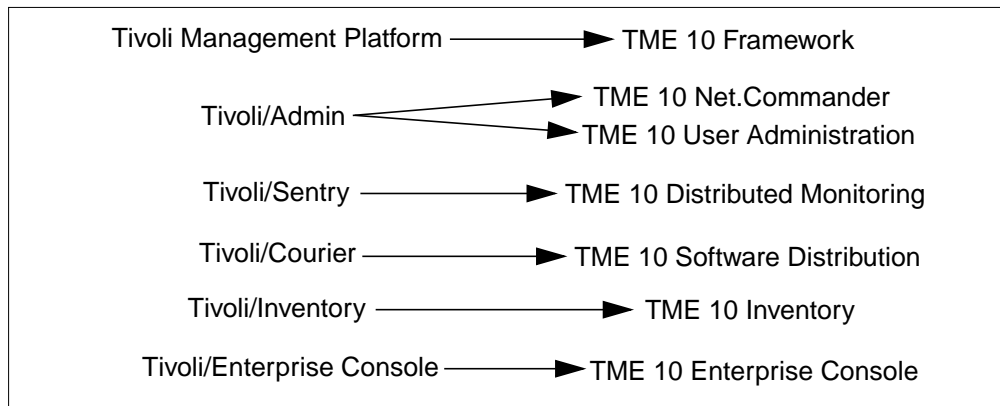 Tivoli Management Platform TME 10 Framework
TME 10 Net.Commander
Tivoli/Admin
TME 10 User Administration
Tivoli/Sentry TME 10 Distributed Monitoring
Tivoli/Courier TME 10 Software Distribution
Tivoli/Inventory TME 10 Inventory
Tivoli/Enterprise Console TME 10 Enterprise Console